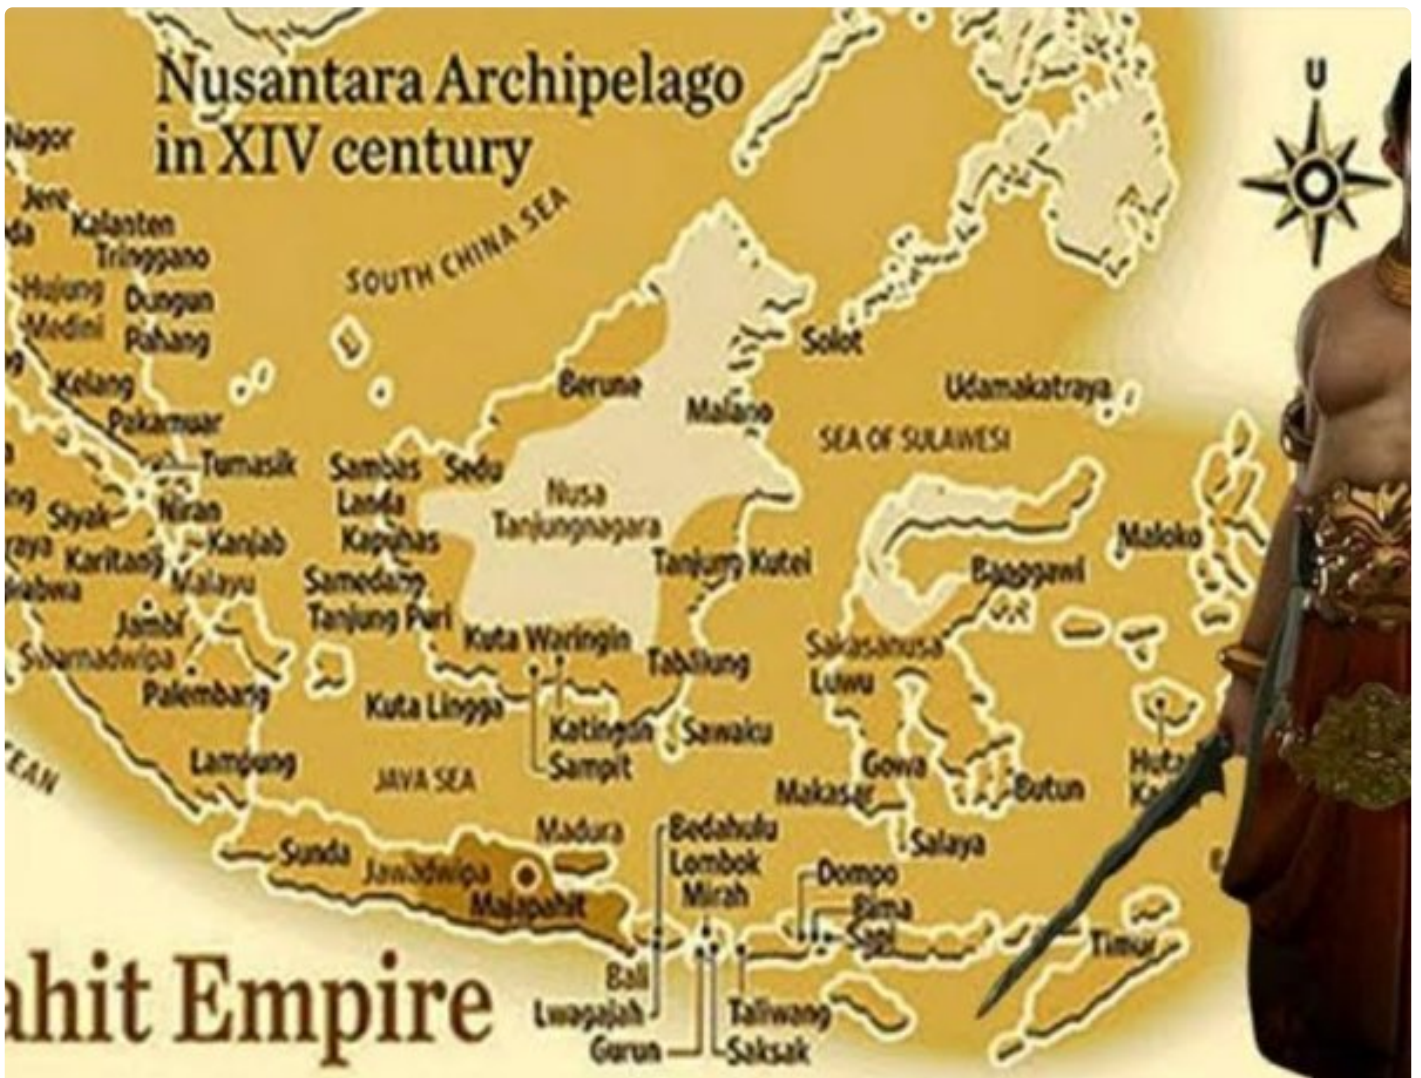 Nusantara Archipelago
in XIV century
U
Nagor
Jere
Kalanten
Tringgano
Hujung
Dungun
Medini
Pahang
Kelang
Pakamuar
Tumasik
SOUTH CHINA SEA
Solot
Berune
Malano
Udamakatraya
SEA OF SULAWESI
Sambas
Sedu
Landa
Kapuhas
Nusa
Tanjungnagara
Siyak
Niran
Kanjab
Karitang
Malayu
Samedang
Tanjung Puri
Tanjung Kutei
Maloko
Banggawi
Jambi
Swarnadwipa
Palembang
Kuta Waringin
Tabalung
Sakasanusa
Luwu
Kuta Lingga
Katingan
Sawaku
Sampit
Lampung
JAVA SEA
Gowa
Makasar
Butun
Salaya
Madura
Bedahulu
Lombok
Mirah
Sunda
Jawadwipa
Majapahit
Dompo
Bima
Timur
Bali
Lwagajah
Gurun
Taliwang
Saksak
ahit Empire